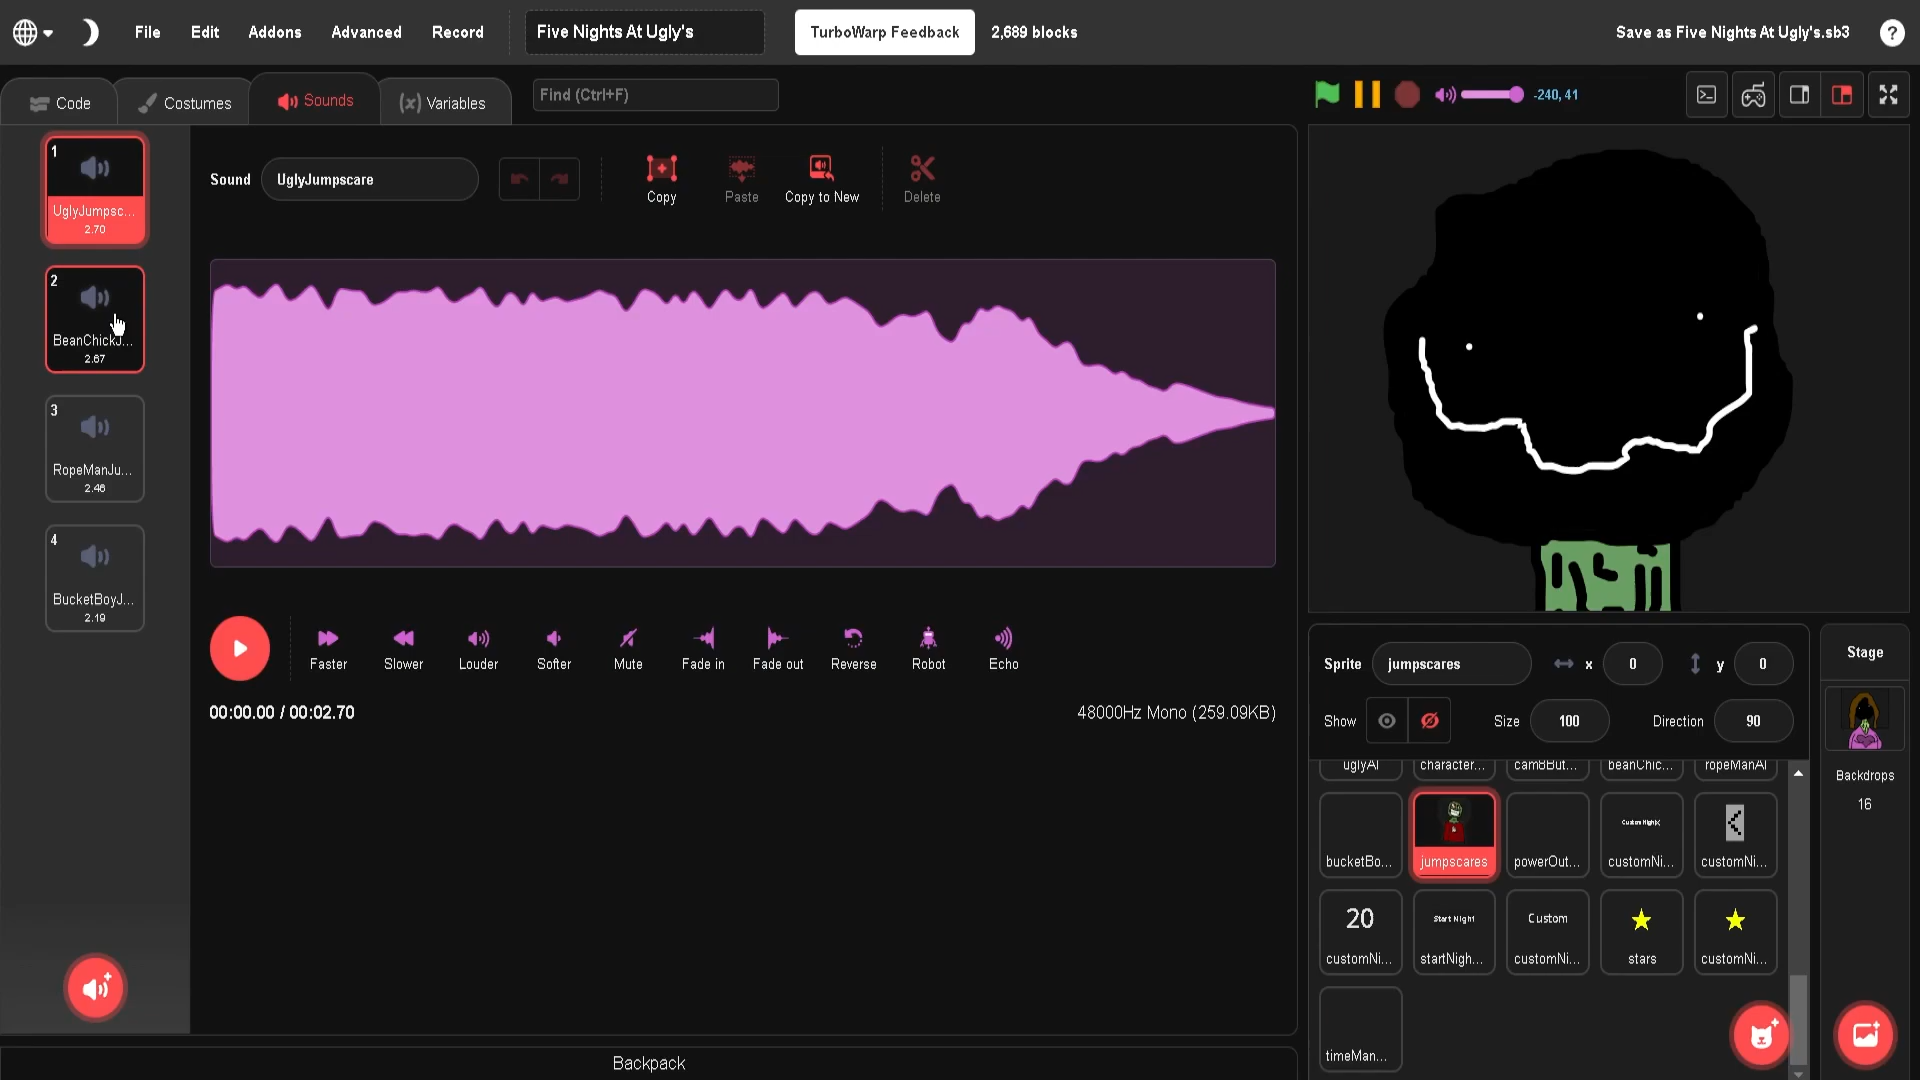 File Edit Addons Advanced Record Five Nights At Ugly's TurboWarp Feedback 2,689 blocks Save as Five Nights At Ugly's.sb3 ?
Code Costumes Sounds (x) Variables Find (Ctrl+F) -240, 41
1
UglyJumpsc...
2.70
2
BeanChickJ...
2.67
3
RopeManJu...
2.46
4
BucketBoyJ...
2.19
Sound UglyJumpscare Copy Paste Copy to New Delete
Faster Slower Louder Softer Mute Fade in Fade out Reverse Robot Echo
00:00.00 / 00:02.70 48000Hz Mono (259.09KB)
Sprite jumpscares x 0 y 0
Show Size 100 Direction 90
uglyAI character... cam8But... beanChic... ropeManAI
Custom Night
bucketBo... jumpscares powerOut... customNi... customNi...
20 Start Night Custom
customNi... startNigh... customNi... stars customNi...
timeMan...
Stage
Backdrops
16
Backpack